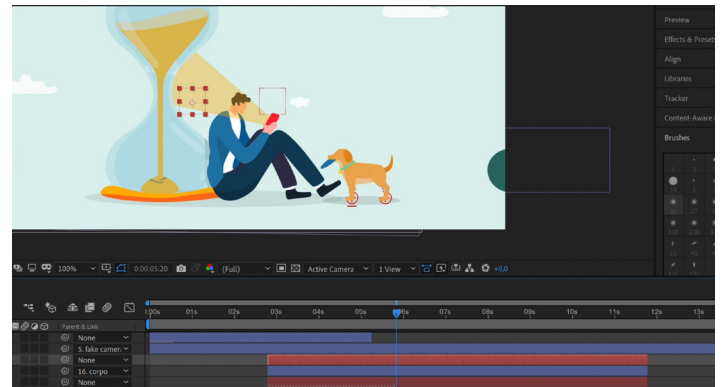 Preview
Effects & Presets
Align
Libraries
Tracker
Content-Aware
Brushes
100% 0:00:05:20 (Full) Active Camera 1 View +0,0
:00s 01s 02s 03s 04s 05s 06s 07s 08s 09s 10s 11s 12s 13s
Parent & Link
None
5. fake camer
None
16. corpo
None